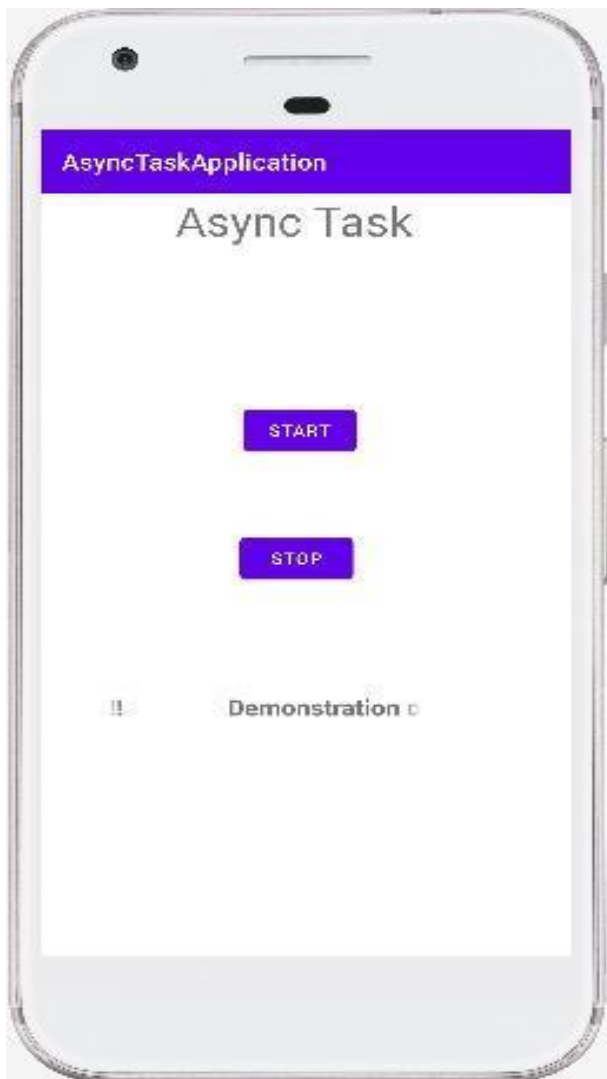 AsyncTaskApplication
Async Task
START
STOP
!! Demonstration